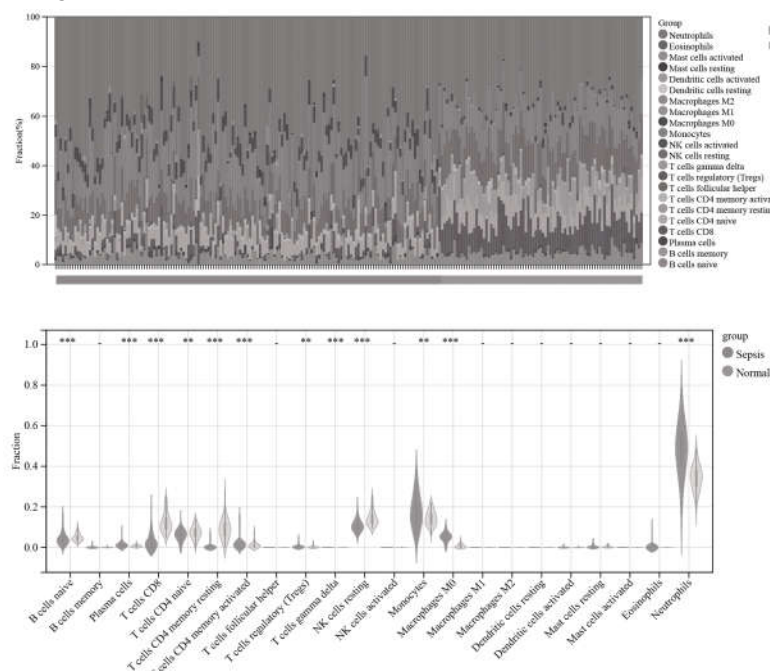 100
80
60
40
20
0
Fraction(%)
Group
Neutrophils
Eosinophils
Mast cells activated
Mast cells resting
Dendritic cells activated
Dendritic cells resting
Macrophages M2
Macrophages M1
Macrophages M0
Monocytes
NK cells activated
NK cells resting
T cells gamma delta
T cells regulatory (Tregs)
T cells follicular helper
T cells CD4 memory activa
T cells CD4 memory restin
T cells CD4 naive
T cells CD8
Plasma cells
B cells memory
B cells naive
*** - *** *** ** *** *** - ** *** *** - ** *** - - - - - - - ***
1.0
0.8
0.6
0.4
0.2
0.0
Fraction
group
Sepsis
Normal
B cells naive
B cells memory
Plasma cells
T cells CD8
T cells CD4 naive
T cells CD4 memory resting
cells CD4 memory activated
T cells follicular helper
T cells regulatory (Tregs)
T cells gamma delta
NK cells resting
NK cells activated
Monocytes
Macrophages M0
Macrophages M1
Macrophages M2
Dendritic cells resting
Dendritic cells activated
Mast cells resting
Mast cells activated
Eosinophils
Neutrophils